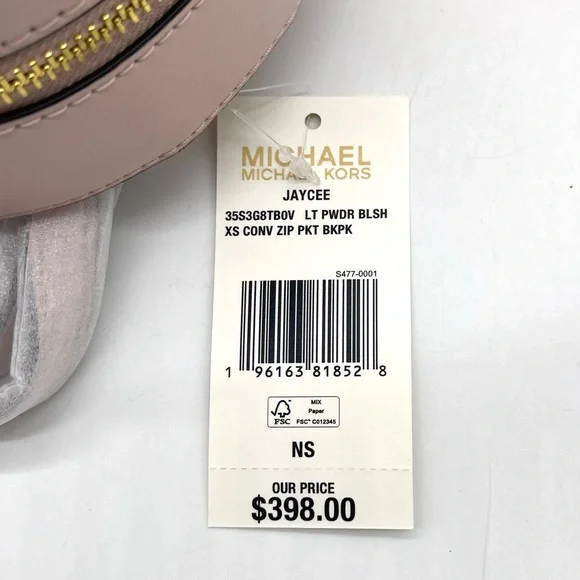 MICHAEL
MICHAEL KORS
JAYCEE
35S3G8TB0V LT PWDR BLSH
XS CONV ZIP PKT BKPK
S477-0001
1 96163 81852 8
FSC
MIX
Paper
FSC™ C012345
NS
OUR PRICE
$398.00